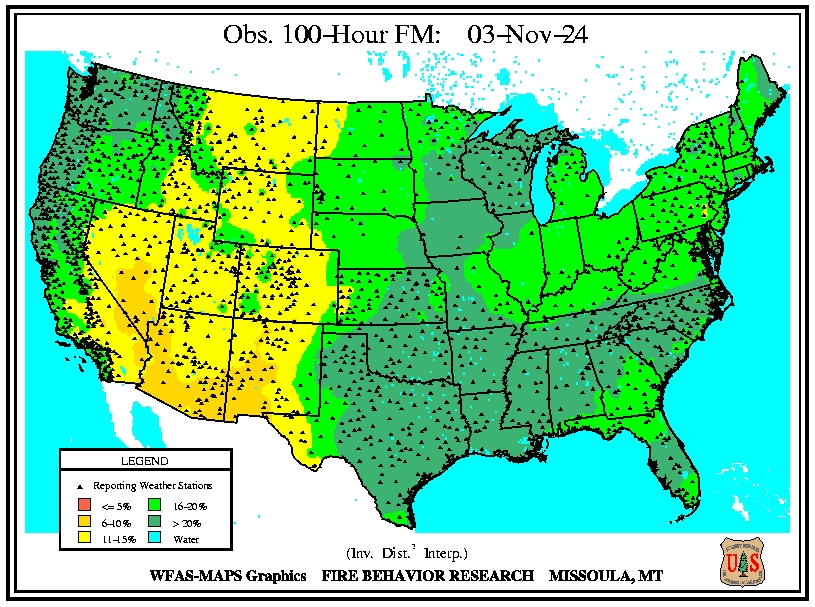 Obs. 100-Hour FM: 03-Nov-24
LEGEND
Reporting Weather Stations
<= 5% 16-20%
6-10% > 20%
11-15% Water
(Inv. Dist.² Interp.)
WFAS-MAPS Graphics FIRE BEHAVIOR RESEARCH MISSOULA, MT
U S